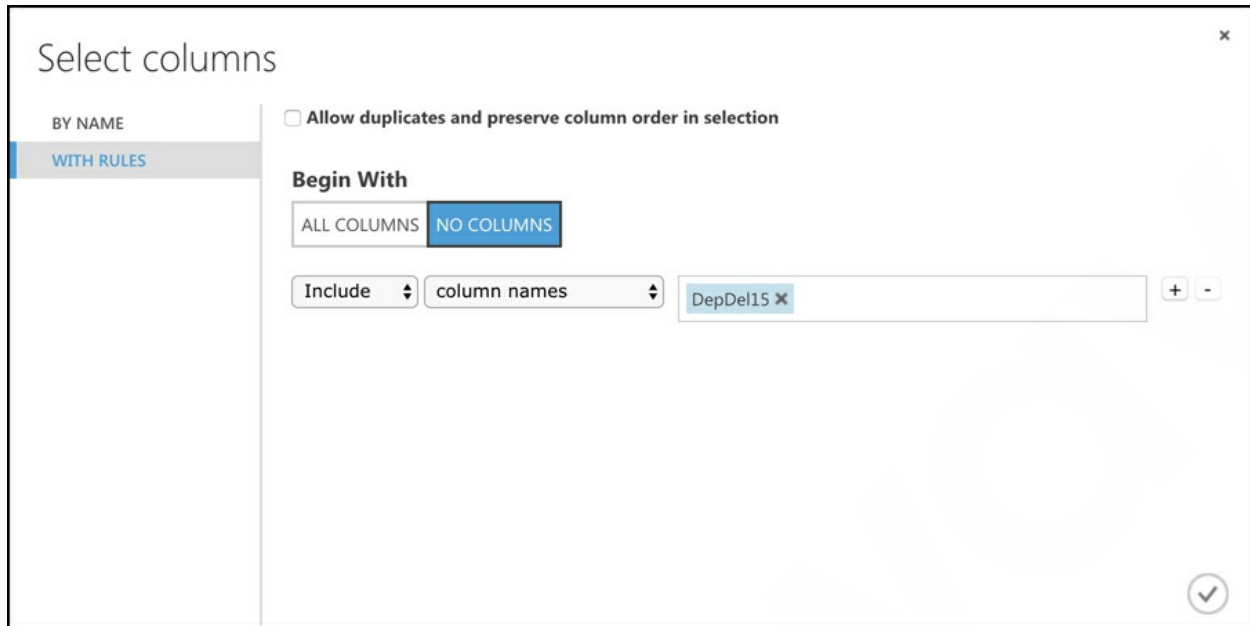 Select columns
×
BY NAME
WITH RULES
Allow duplicates and preserve column order in selection
Begin With
ALL COLUMNS NO COLUMNS
Include column names DepDel15 × + -